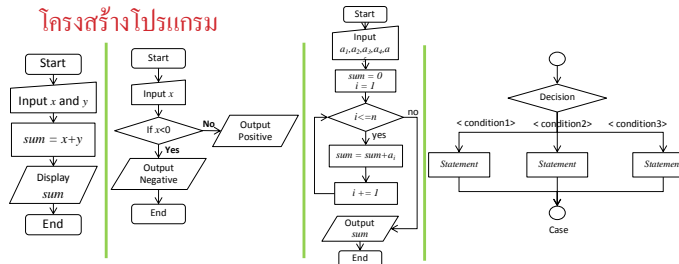 โครงสร้างโปรแกรม
Start
Input x and y
sum = x+y
Display
sum
End
Start
Input x
If x<0
No
Output
Positive
Yes
Output
Negative
End
Start
Input
a1,a2,a3,a4,a
sum = 0
i = 1
i<=n
no
yes
sum = sum+ai
i += 1
Output
sum
End
Decision
< condition1>
< condition2>
< condition3>
Statement
Statement
Statement
Case